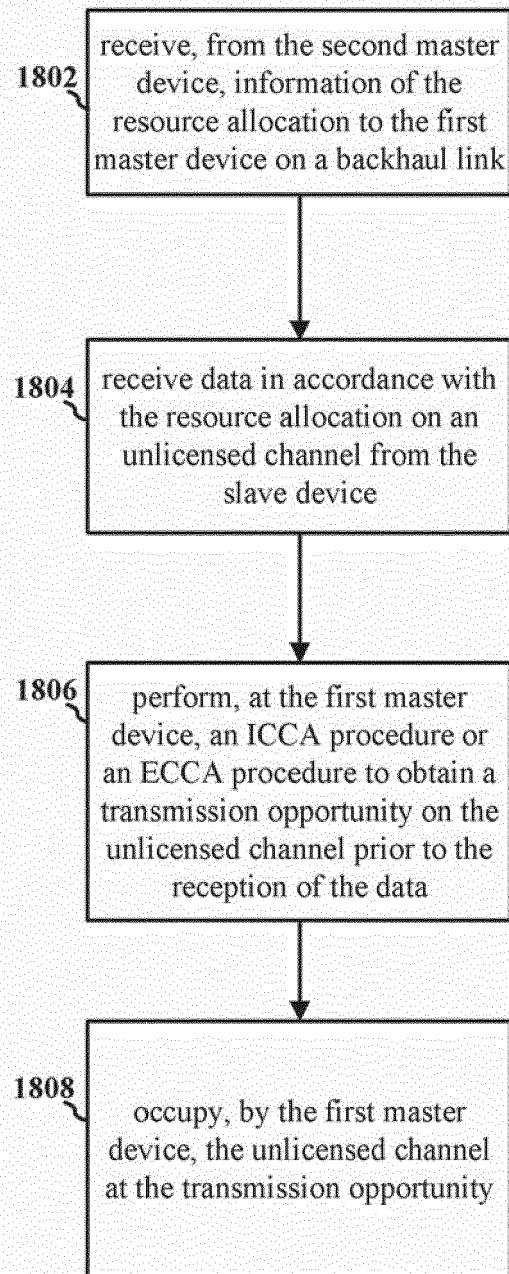 1802
receive, from the second master
device, information of the
resource allocation to the first
master device on a backhaul link
1804
receive data in accordance with
the resource allocation on an
unlicensed channel from the
slave device
1806
perform, at the first master
device, an ICCA procedure or
an ECCA procedure to obtain a
transmission opportunity on the
unlicensed channel prior to the
reception of the data
1808
occupy, by the first master
device, the unlicensed channel
at the transmission opportunity